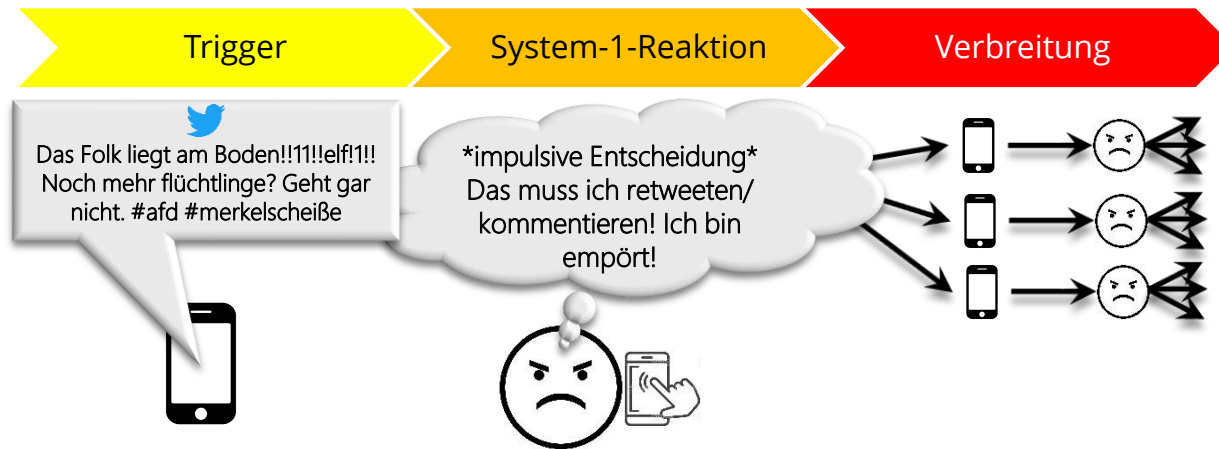 Trigger
System-1-Reaktion
Verbreitung
Das Folk liegt am Boden!!11!!elf!1!!
Noch mehr flüchtlinge? Geht gar
nicht. #afd #merkelscheiße
*impulsive Entscheidung*
Das muss ich retweeten/
kommentieren! Ich bin
empört!